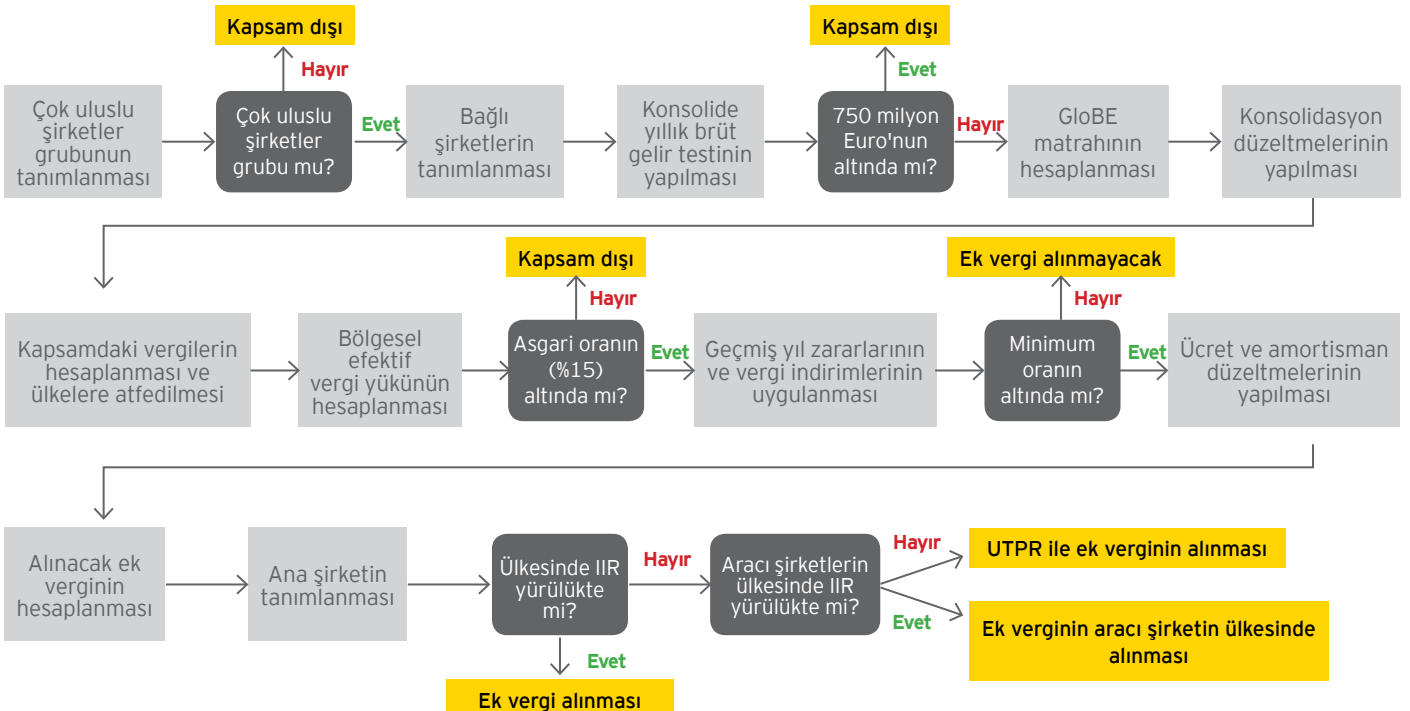 Kapsam dışı
Hayır
Kapsam dışı
Evet
Çok uluslu
şirketler
grubunun
tanımlanması
Çok uluslu
şirketler
grubu mu?
Evet
Bağlı
şirketlerin
tanımlanması
Konsolide
yıllık brüt
gelir testinin
yapılması
750 milyon
Euro'nun
altında mı?
Hayır
GloBE
matrahının
hesaplanması
Konsolidasyon
düzeltmelerinin
yapılması
Kapsam dışı
Hayır
Ek vergi alınmayacak
Hayır
Kapsamdaki vergilerin
hesaplanması ve
ülkelere atfedilmesi
Bölgesel
efektif
vergi yükünün
hesaplanması
Asgari oranın
(%15)
altında mı?
Evet
Geçmiş yıl zararlarının
ve vergi indirimlerinin
uygulanması
Minimum
oranın
altında mı?
Evet
Ücret ve amortisman
düzeltmelerinin
yapılması
Alınacak ek
verginin
hesaplanması
Ana şirketin
tanımlanması
Ülkesinde IIR
yürülükte
mi?
Hayır
Aracı şirketlerin
ülkesinde IIR
yürülükte mi?
Hayır
UTPR ile ek verginin alınması
Evet
Ek verginin aracı şirketin ülkesinde
alınması
Evet
Ek vergi alınması